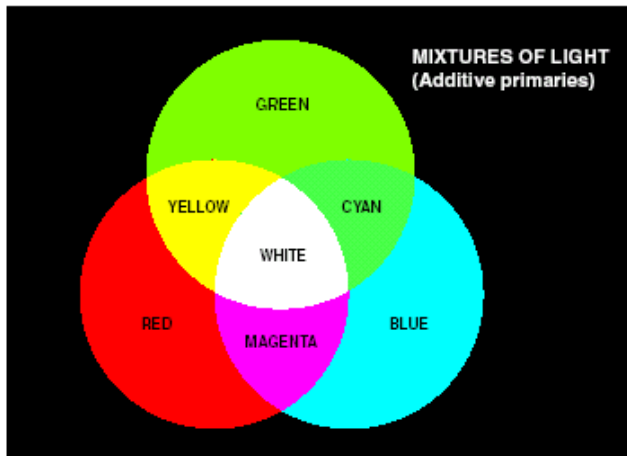 MIXTURES OF LIGHT
(Additive primaries)
GREEN
YELLOW
CYAN
WHITE
RED
BLUE
MAGENTA